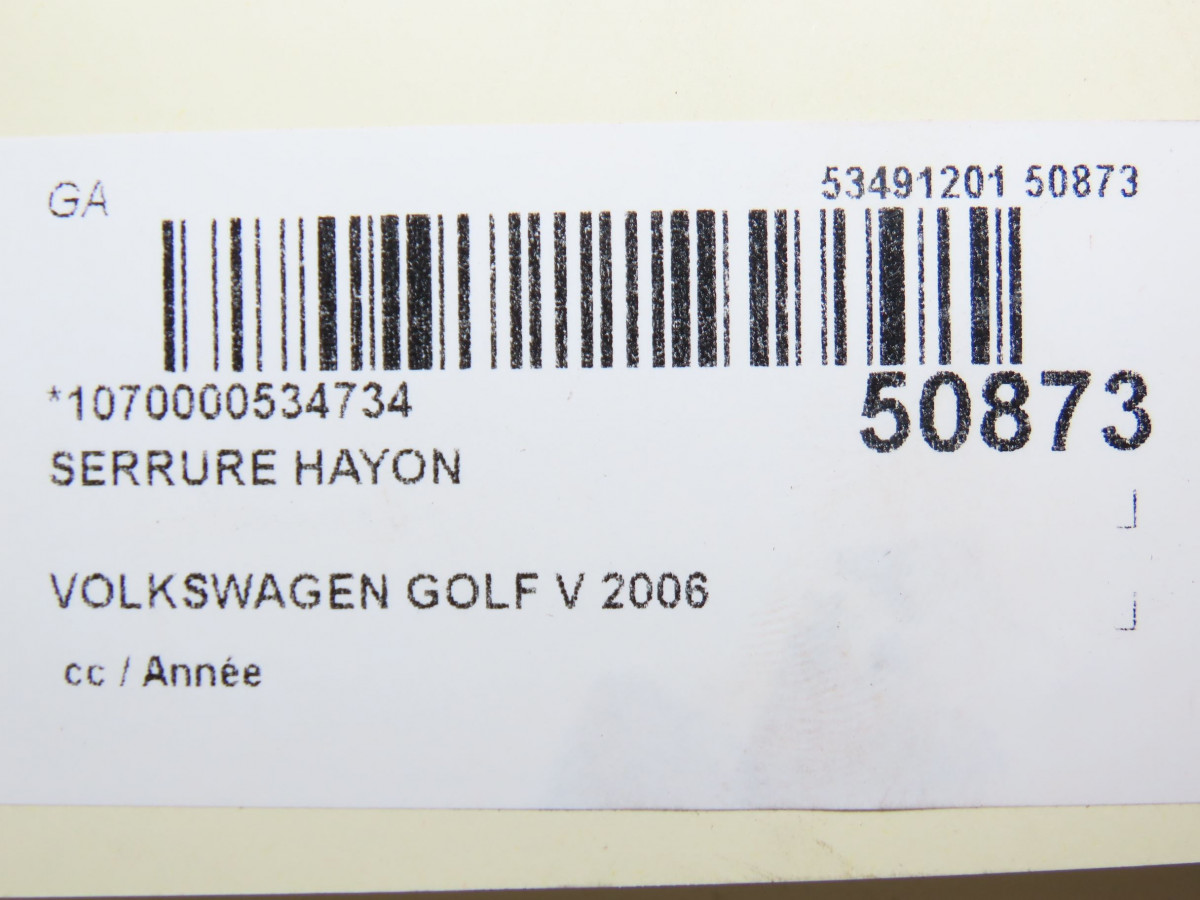 GA
53491201 50873
*1070000534734
50873
SERRURE HAYON
VOLKSWAGEN GOLF V 2006
cc / Année